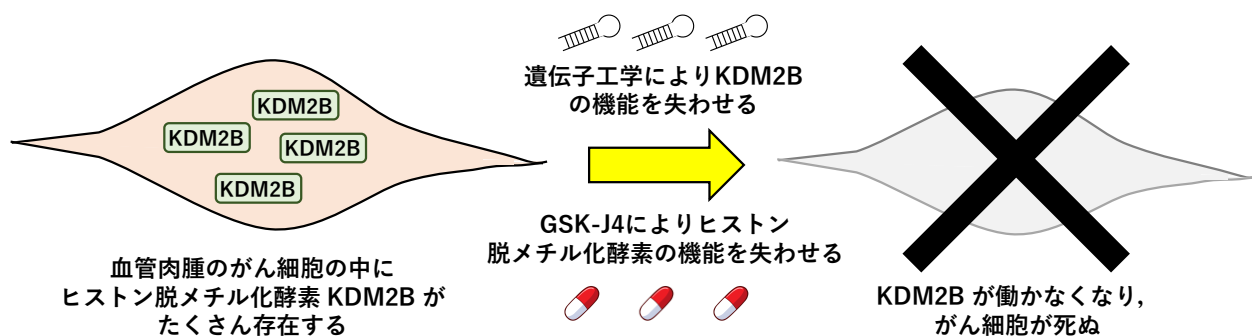 KDM2B
KDM2B
KDM2B
KDM2B
血管肉腫のがん細胞の中に
ヒストン脱メチル化酵素 KDM2B が
たくさん存在する
遺伝子工学によりKDM2B
の機能を失わせる
GSK-J4によりヒストン
脱メチル化酵素の機能を失わせる
KDM2B が働かなくなり,
がん細胞が死ぬ